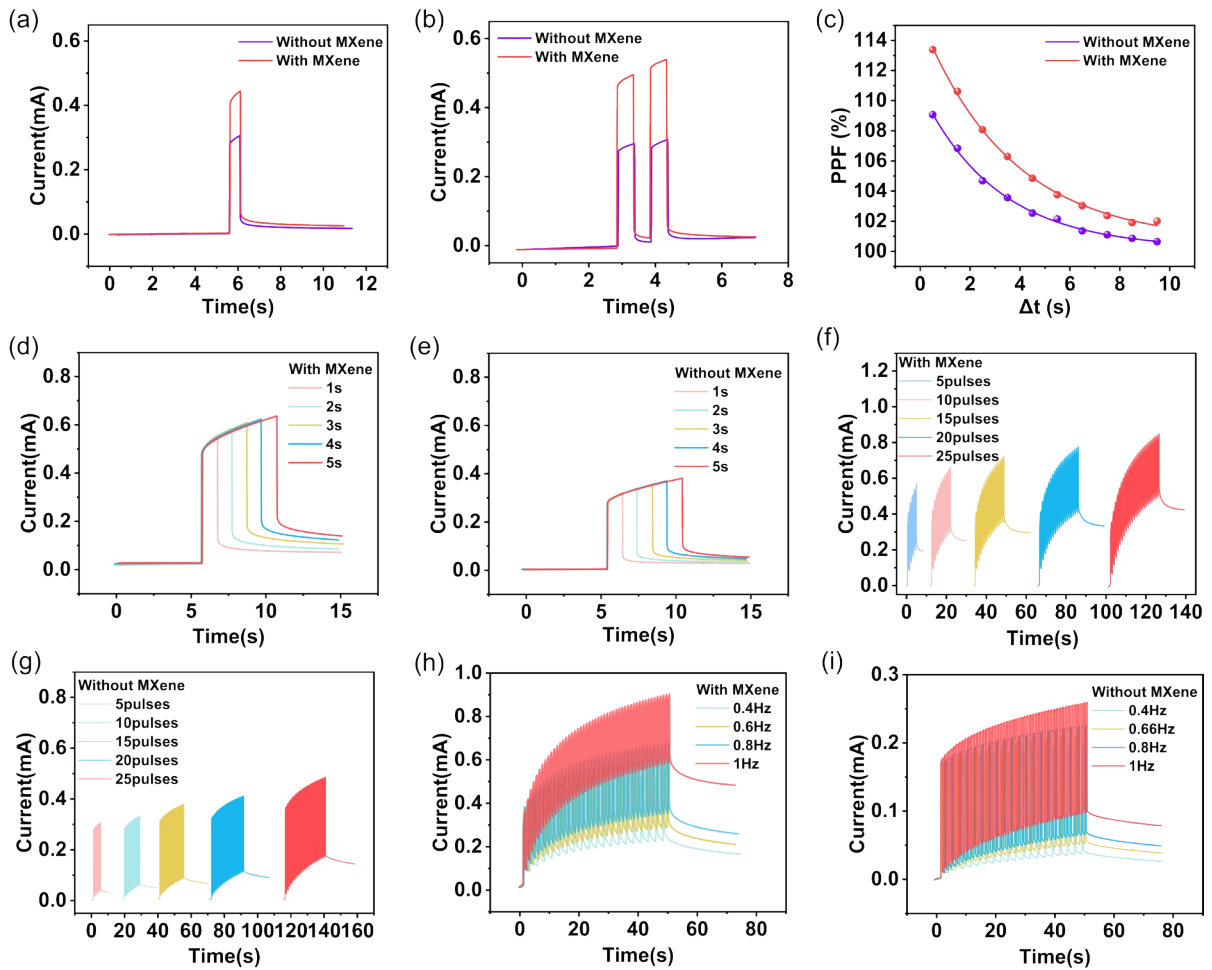 (a)
0.6
0.4
0.2
0.0
Current(mA)
0 2 4 6 8 10 12 14
Time(s)
Without MXene
With MXene
(b)
0.6
0.4
0.2
0.0
Current(mA)
0 2 4 6 8
Time(s)
Without MXene
With MXene
(c)
114
112
110
108
106
104
102
100
PPF (%)
0 2 4 6 8 10
Δt (s)
Without MXene
With MXene
(d)
0.8
0.6
0.4
0.2
0.0
Current(mA)
0 5 10 15
Time(s)
With MXene
1s
2s
3s
4s
5s
(e)
0.8
0.6
0.4
0.2
0.0
Current(mA)
0 5 10 15
Time(s)
Without MXene
1s
2s
3s
4s
5s
(f)
1.2
1.0
0.8
0.6
0.4
0.2
0.0
Current(mA)
0 20 40 60 80 100 120 140
Time(s)
With MXene
5pulses
10pulses
15pulses
20pulses
25pulses
(g)
0.8
0.6
0.4
0.2
0.0
Current(mA)
0 20 40 60 80 100 120 140 160
Time(s)
Without MXene
5pulses
10pulses
15pulses
20pulses
25pulses
(h)
1.0
0.8
0.6
0.4
0.2
0.0
Current(mA)
0 20 40 60 80
Time(s)
With MXene
0.4Hz
0.6Hz
0.8Hz
1Hz
(i)
0.3
0.2
0.1
0.0
Current(mA)
0 20 40 60 80
Time(s)
Without MXene
0.4Hz
0.66Hz
0.8Hz
1Hz